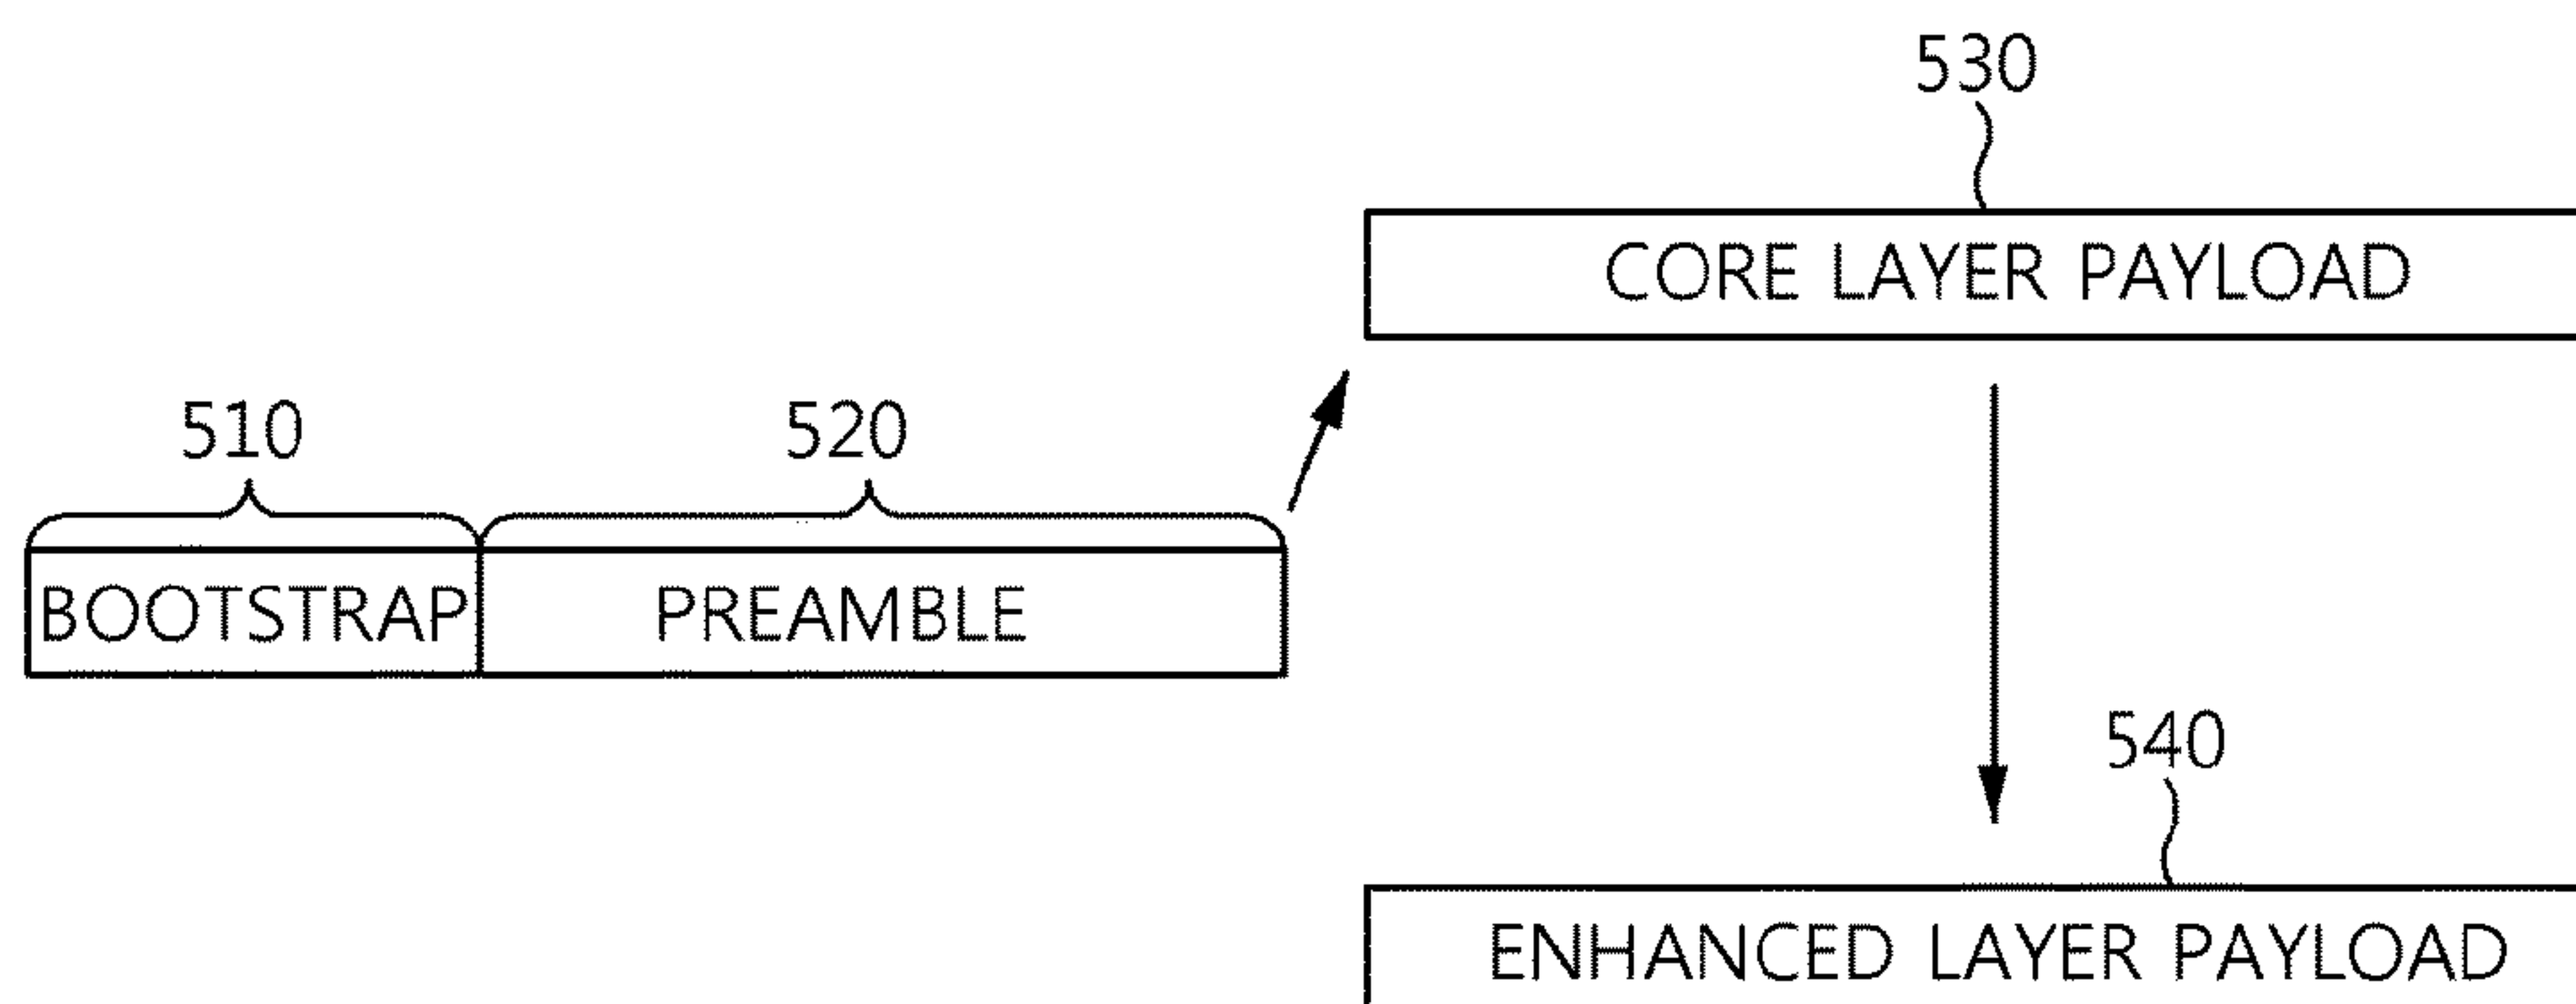 530
CORE LAYER PAYLOAD
510
520
BOOTSTRAP
PREAMBLE
540
ENHANCED LAYER PAYLOAD